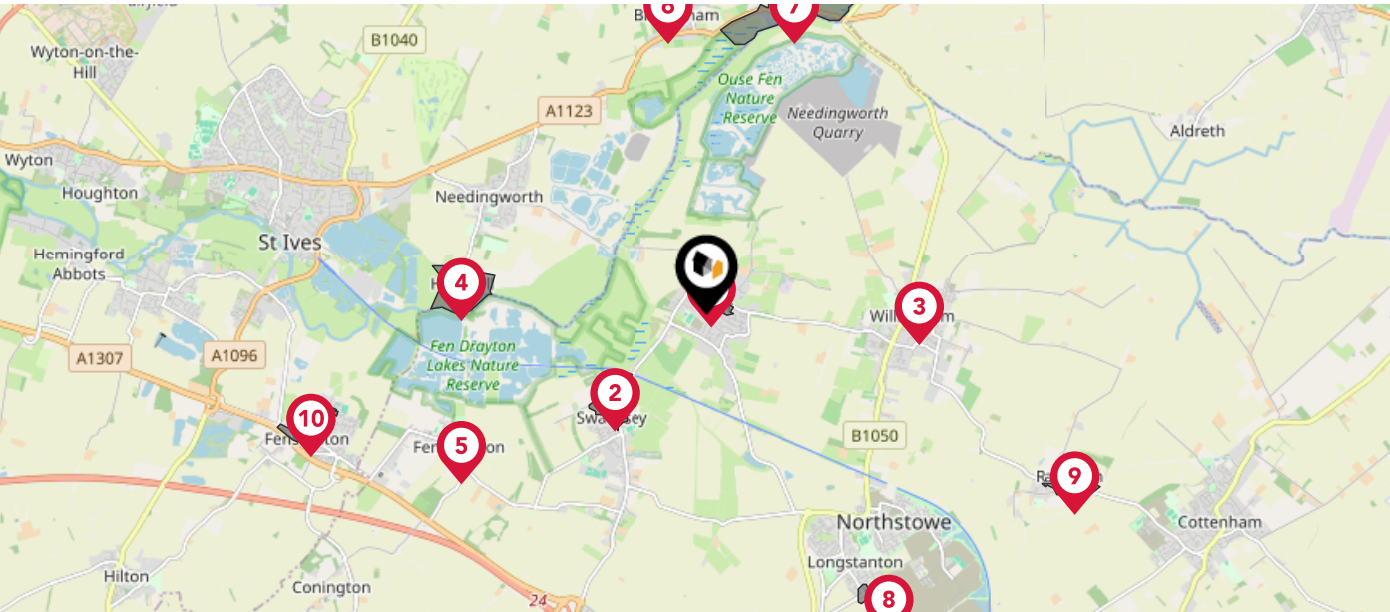 6
7
B1040
Wyton-on-the-
Hill
Ouse Fen
Nature
Reserve
A1123
Needingworth
Quarry
Aldreth
Wyton
Houghton
Needingworth
St Ives
Hemingford
Abbots
4
3
A1307
A1096
Fen Drayton
Lakes Nature
Reserve
2
10
5
B1050
9
Northstowe
Cottenham
Longstanton
Hilton
Conington
8
24